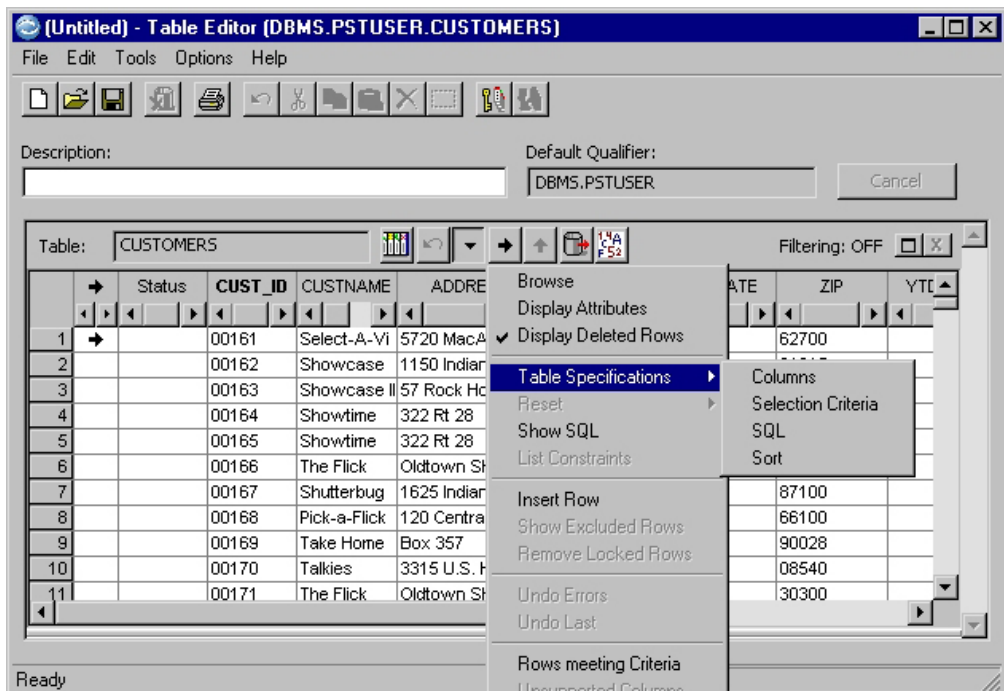 (Untitled) - Table Editor (DBMS.PSTUSER.CUSTOMERS)
File Edit Tools Options Help
Description:
Default Qualifier:
DBMS.PSTUSER
Cancel
Table: CUSTOMERS
Filtering: OFF
Status CUST_ID CUSTNAME ADDRE ATE ZIP YTD
1 00161 Select-A-Vi 5720 MacA 62700
2 00162 Showcase 1150 Indian
3 00163 Showcase II 57 Rock Ho
4 00164 Showtime 322 Rt 28
5 00165 Showtime 322 Rt 28
6 00166 The Flick Oldtown Sh
7 00167 Shutterbug 1625 Indian 87100
8 00168 Pick-a-Flick 120 Centra 66100
9 00169 Take Home Box 357 90028
10 00170 Talkies 3315 U.S. H 08540
11 00171 The Flick Oldtown Sh 30300
Browse
Display Attributes
Display Deleted Rows
Table Specifications
Reset
Show SQL
List Constraints
Insert Row
Show Excluded Rows
Remove Locked Rows
Undo Errors
Undo Last
Rows meeting Criteria
Unsupported Columns
Columns
Selection Criteria
SQL
Sort
Ready